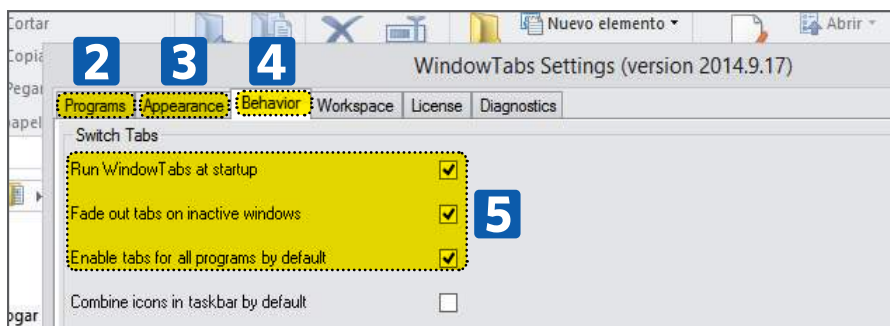 Cortar
Nuevo elemento
Abrir
2 3 4
WindowTabs Settings (version 2014.9.17)
Programs Appearance Behavior Workspace License Diagnostics
Switch Tabs
Run WindowTabs at startup
Fade out tabs on inactive windows
5
Enable tabs for all programs by default
Combine icons in taskbar by default